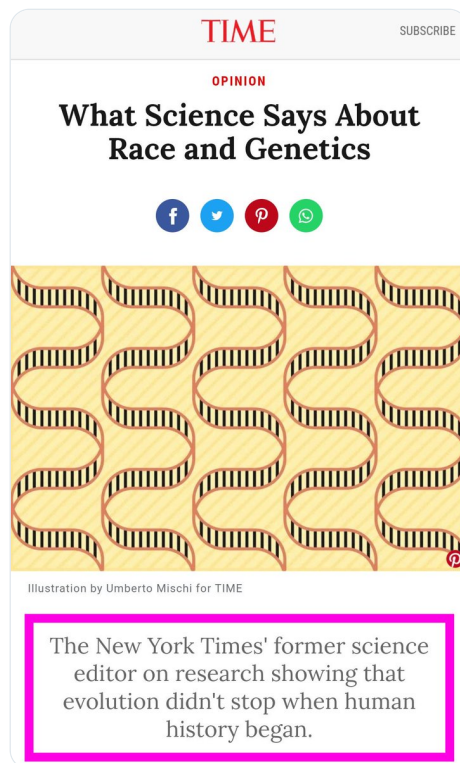 TIME
SUBSCRIBE
OPINION
What Science Says About
Race and Genetics
Illustration by Umberto Mischi for TIME
The New York Times' former science
editor on research showing that
evolution didn't stop when human
history began.